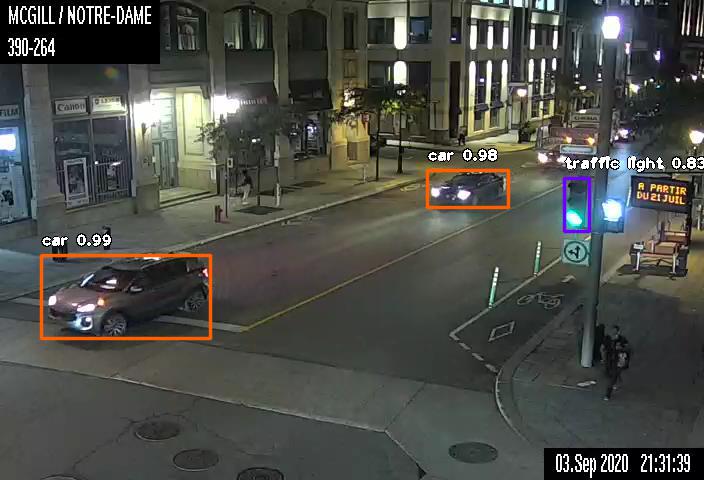 MCGILL / NOTRE-DAME
390-264
FILM
Canon
car 0.98
traffic light 0.83
A PARTIR
DU 21 JUIL
car 0.99
03.Sep 2020 21:31:39